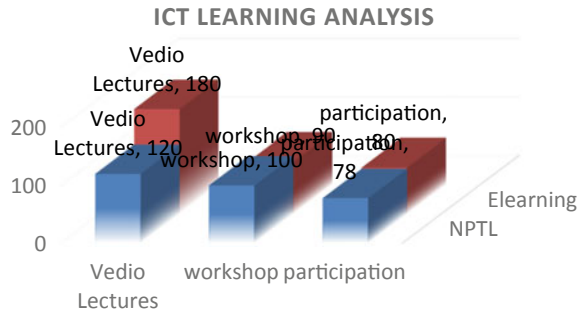 ICT LEARNING ANALYSIS
Vedio
Lectures, 180
Vedio
Lectures, 120
workshop, 90
workshop, 100
participation,
80
participation,
78
200
100
0
Elearning
NPTL
Vedio
Lectures
workshop
participation